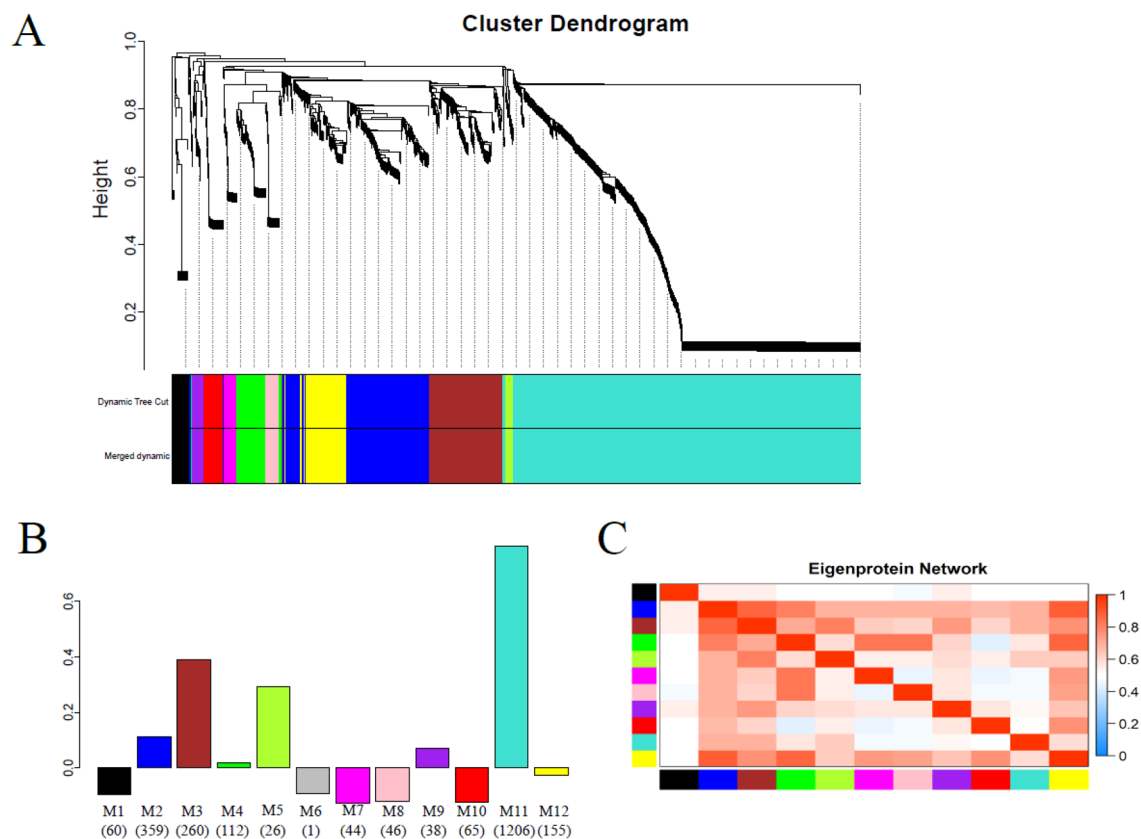 A
Cluster Dendrogram
Height
1.0
0.8
0.6
0.4
0.2
Dynamic Tree Cut
Merged dynamic
B
0.6
0.4
0.2
0.0
M1 M2 M3 M4 M5 M6 M7 M8 M9 M10 M11 M12
(60) (359) (260) (112) (26) (1) (44) (46) (38) (65) (1206) (155)
C
Eigenprotein Network
1
0.8
0.6
0.4
0.2
0